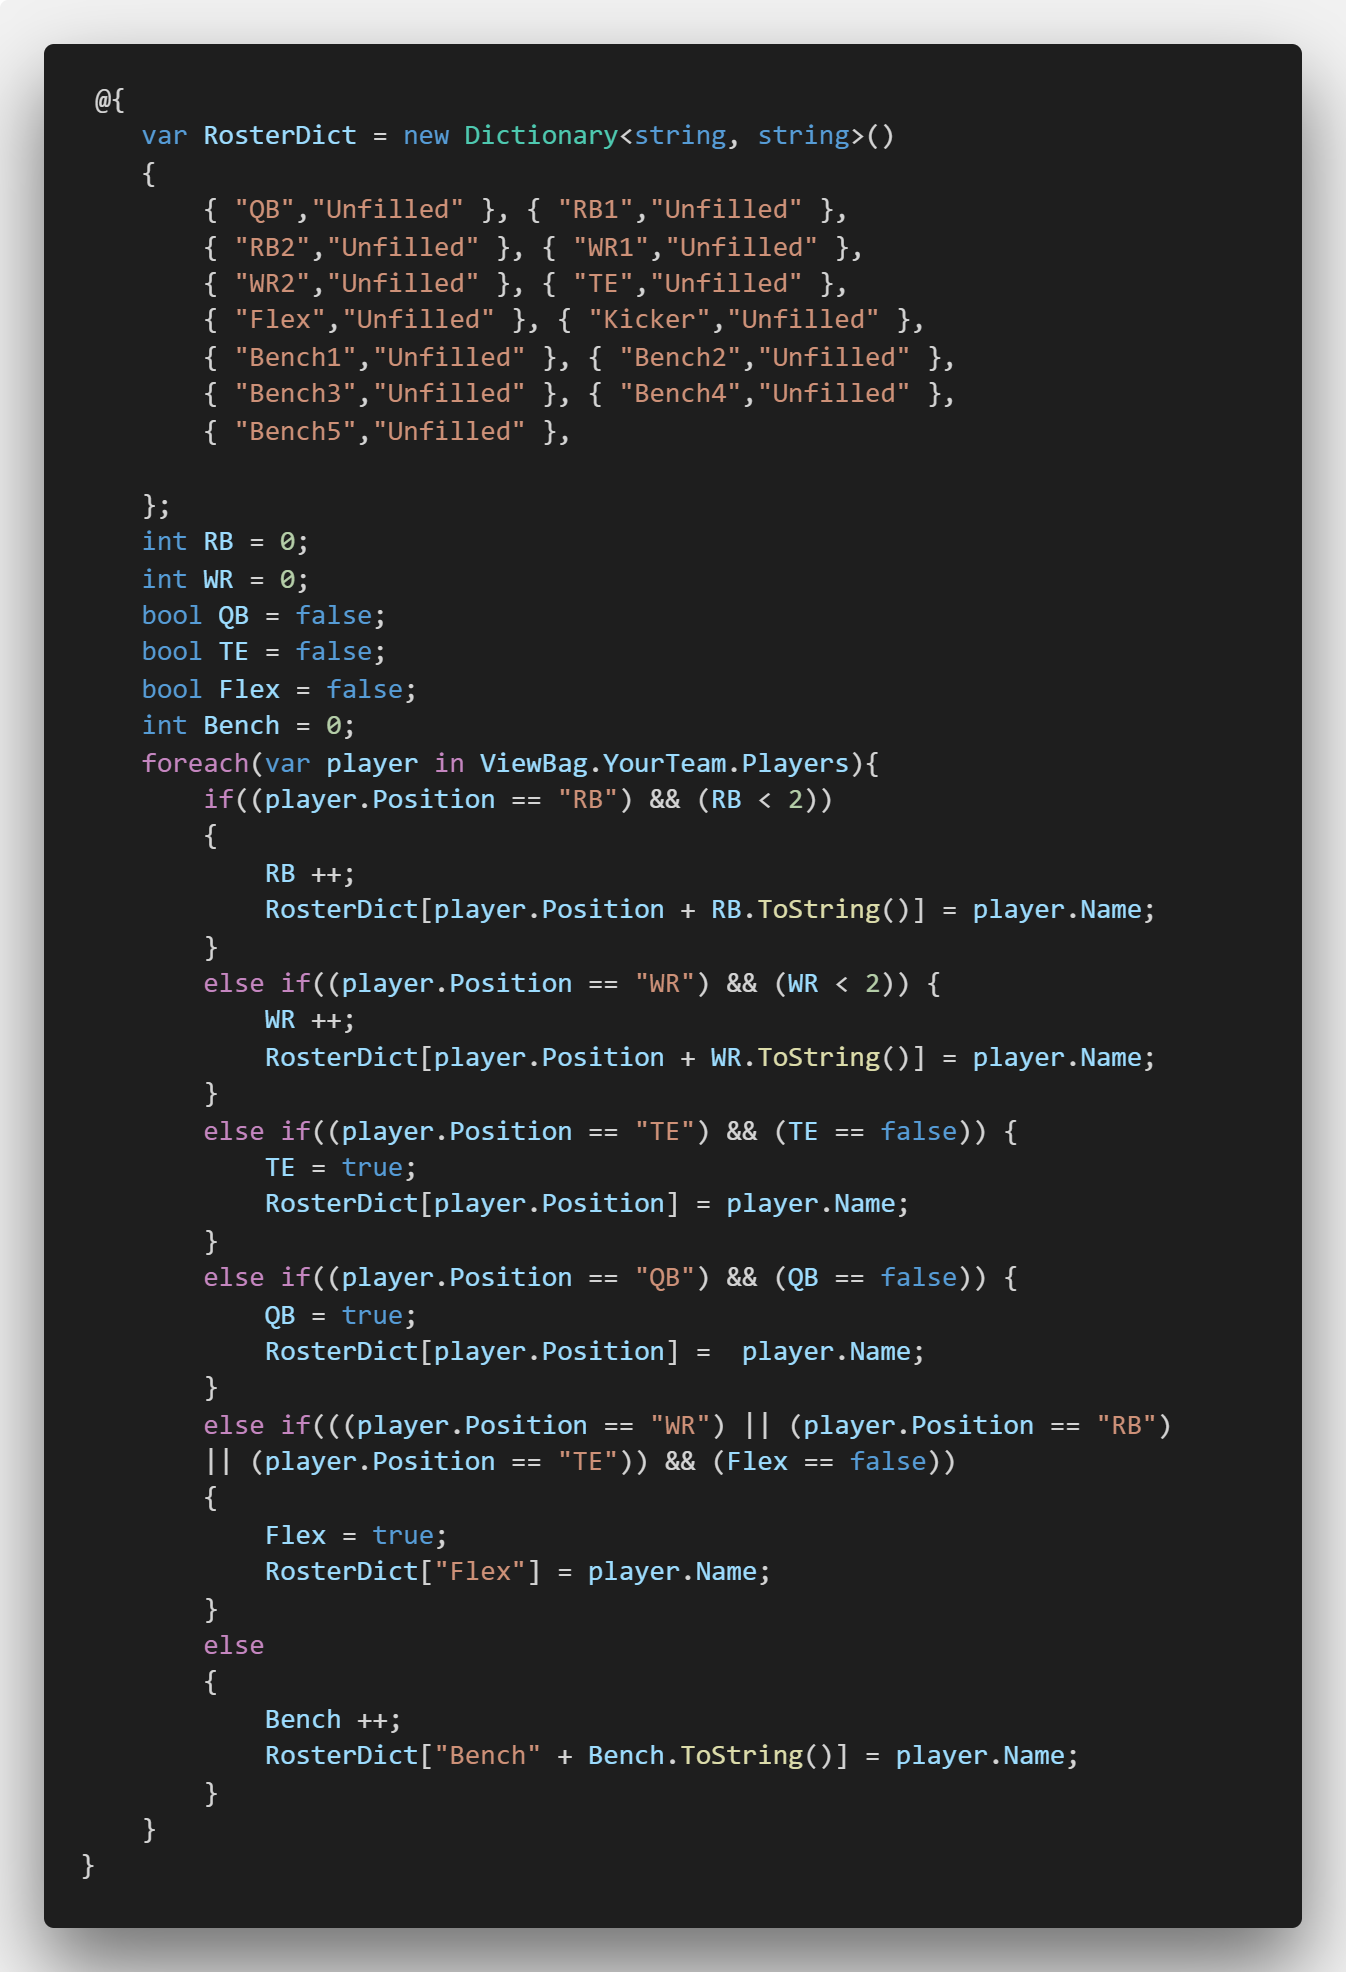 @{
    var RosterDict = new Dictionary<string, string>()
    {
        { "QB","Unfilled" }, { "RB1","Unfilled" },
        { "RB2","Unfilled" }, { "WR1","Unfilled" },
        { "WR2","Unfilled" }, { "TE","Unfilled" },
        { "Flex","Unfilled" }, { "Kicker","Unfilled" },
        { "Bench1","Unfilled" }, { "Bench2","Unfilled" },
        { "Bench3","Unfilled" }, { "Bench4","Unfilled" },
        { "Bench5","Unfilled" },

    };
    int RB = 0;
    int WR = 0;
    bool QB = false;
    bool TE = false;
    bool Flex = false;
    int Bench = 0;
    foreach(var player in ViewBag.YourTeam.Players){
        if((player.Position == "RB") && (RB < 2))
        {
            RB ++;
            RosterDict[player.Position + RB.ToString()] = player.Name;
        }
        else if((player.Position == "WR") && (WR < 2)) {
            WR ++;
            RosterDict[player.Position + WR.ToString()] = player.Name;
        }
        else if((player.Position == "TE") && (TE == false)) {
            TE = true;
            RosterDict[player.Position] = player.Name;
        }
        else if((player.Position == "QB") && (QB == false)) {
            QB = true;
            RosterDict[player.Position] =  player.Name;
        }
        else if(((player.Position == "WR") || (player.Position == "RB")
        || (player.Position == "TE")) && (Flex == false))
        {
            Flex = true;
            RosterDict["Flex"] = player.Name;
        }
        else
        {
            Bench ++;
            RosterDict["Bench" + Bench.ToString()] = player.Name;
        }
    }
}